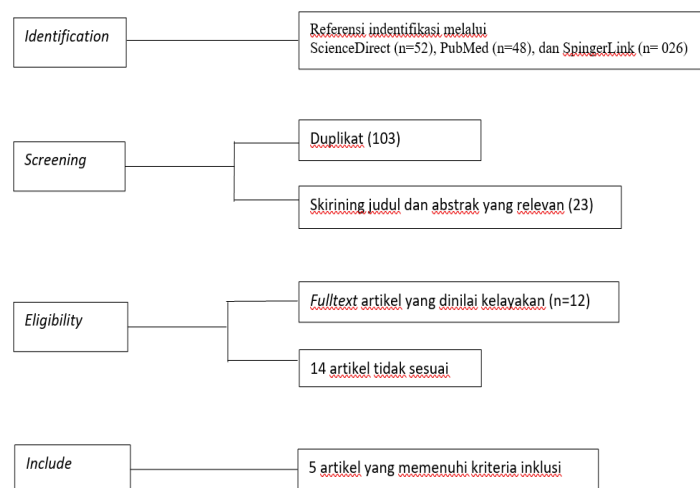 Identification
Referensi indentifikasi melalui
ScienceDirect (n=52), PubMed (n=48), dan SpingerLink (n= 026)
Screening
Duplikat (103)
Skirining judul dan abstrak yang relevan (23)
Eligibility
Fulltext artikel yang dinilai kelayakan (n=12)
14 artikel tidak sesuai
Include
5 artikel yang memenuhi kriteria inklusi